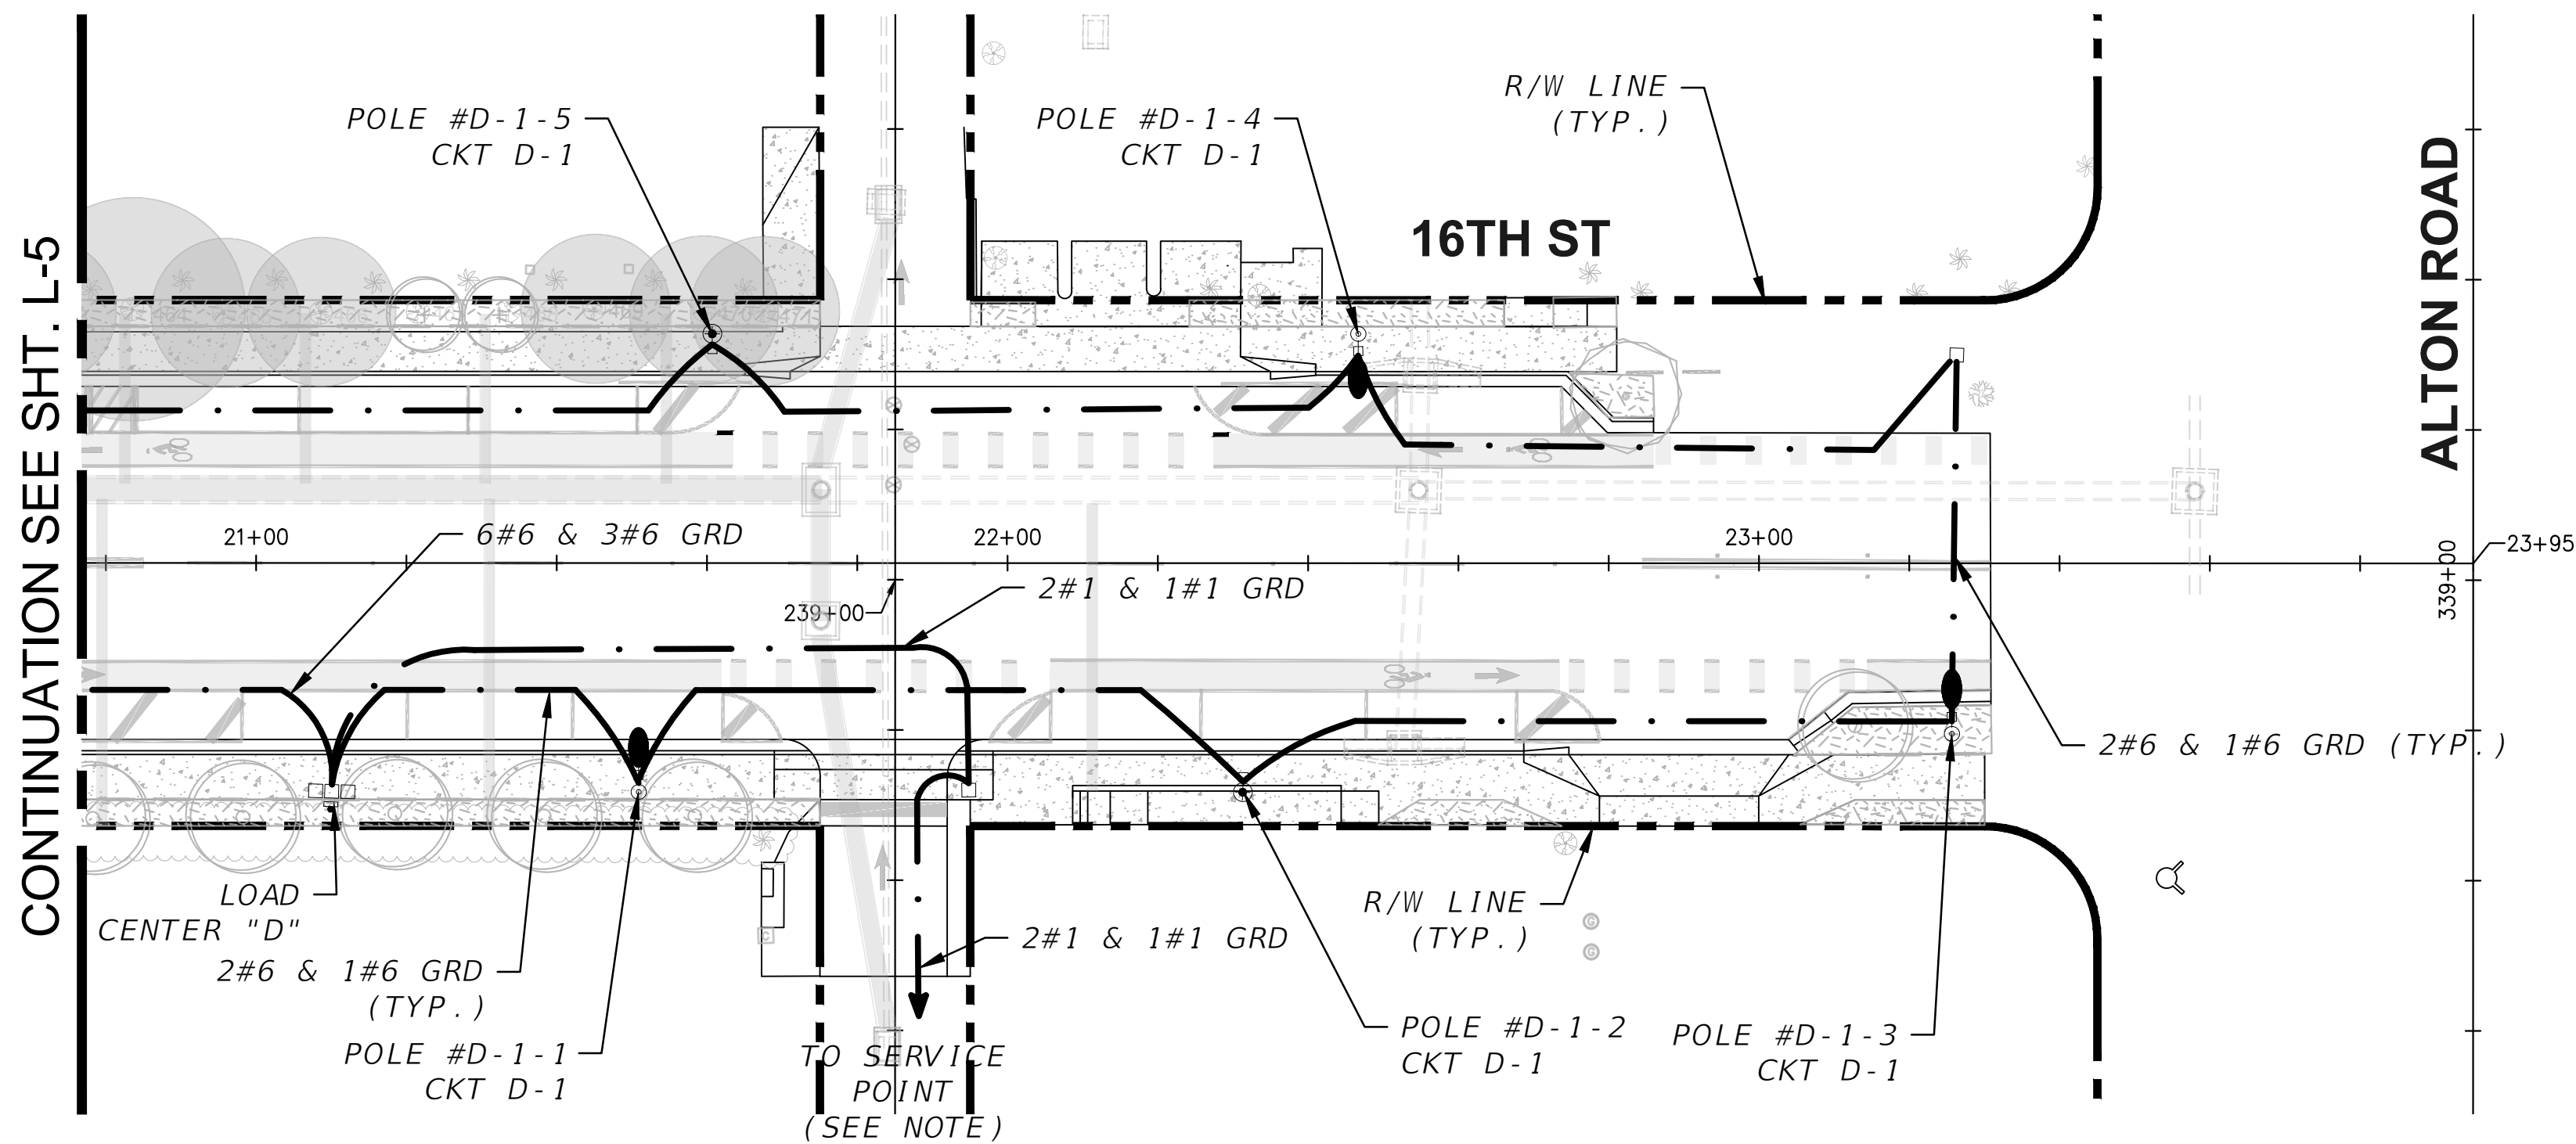 POLE #D-1-5
CKT D-1
POLE #D-1-4
CKT D-1
R/W LINE
(TYP.)
16TH ST
ALTON ROAD
CONTINUATION SEE SHT. L-5
21+00
6#6 & 3#6 GRD
22+00
23+00
23+95
339+00
239+00
2#1 & 1#1 GRD
2#6 & 1#6 GRD (TYP.)
LOAD
CENTER "D"
2#6 & 1#6 GRD
(TYP.)
POLE #D-1-1
CKT D-1
2#1 & 1#1 GRD
TO SERVICE
POINT
(SEE NOTE)
R/W LINE
(TYP.)
G
G
C
POLE #D-1-2
CKT D-1
POLE #D-1-3
CKT D-1